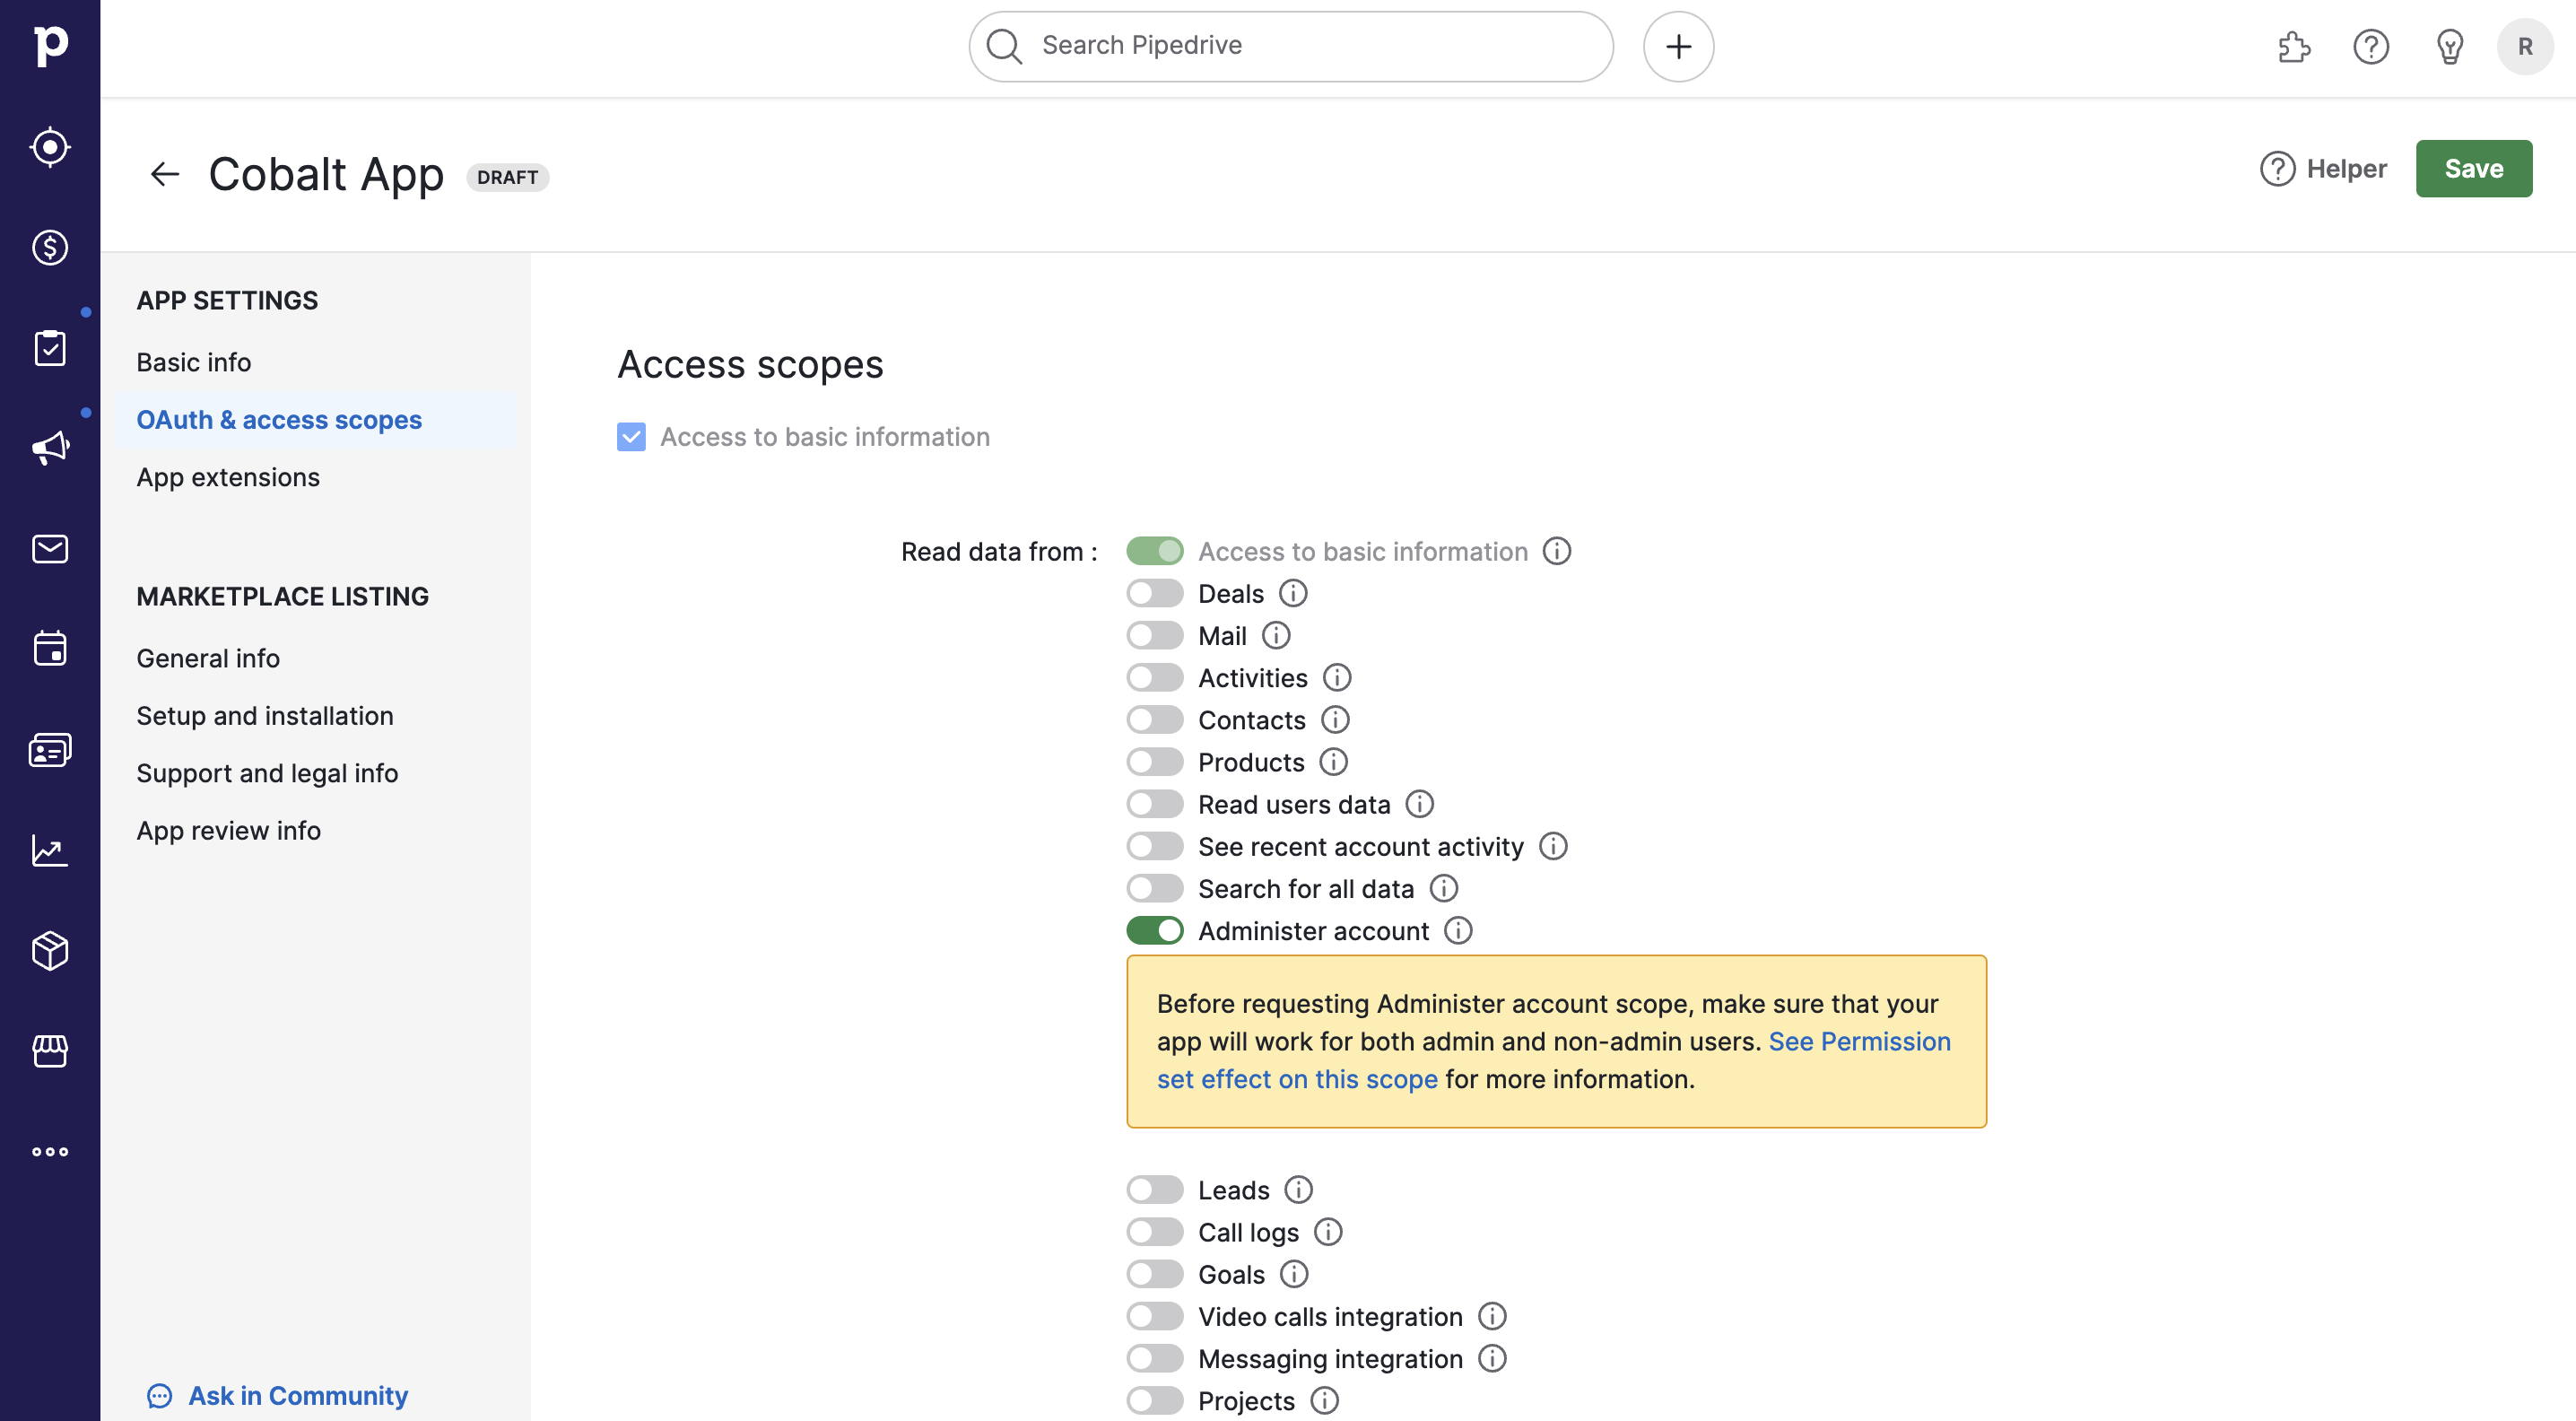 p
Search Pipedrive
R
Cobalt App DRAFT
Helper
Save
APP SETTINGS
Basic info
OAuth & access scopes
App extensions
MARKETPLACE LISTING
General info
Setup and installation
Support and legal info
App review info
Ask in Community
Access scopes
Access to basic information
Read data from :
Access to basic information
Deals
Mail
Activities
Contacts
Products
Read users data
See recent account activity
Search for all data
Administer account
Before requesting Administer account scope, make sure that your
app will work for both admin and non-admin users. See Permission
set effect on this scope for more information.
Leads
Call logs
Goals
Video calls integration
Messaging integration
Projects